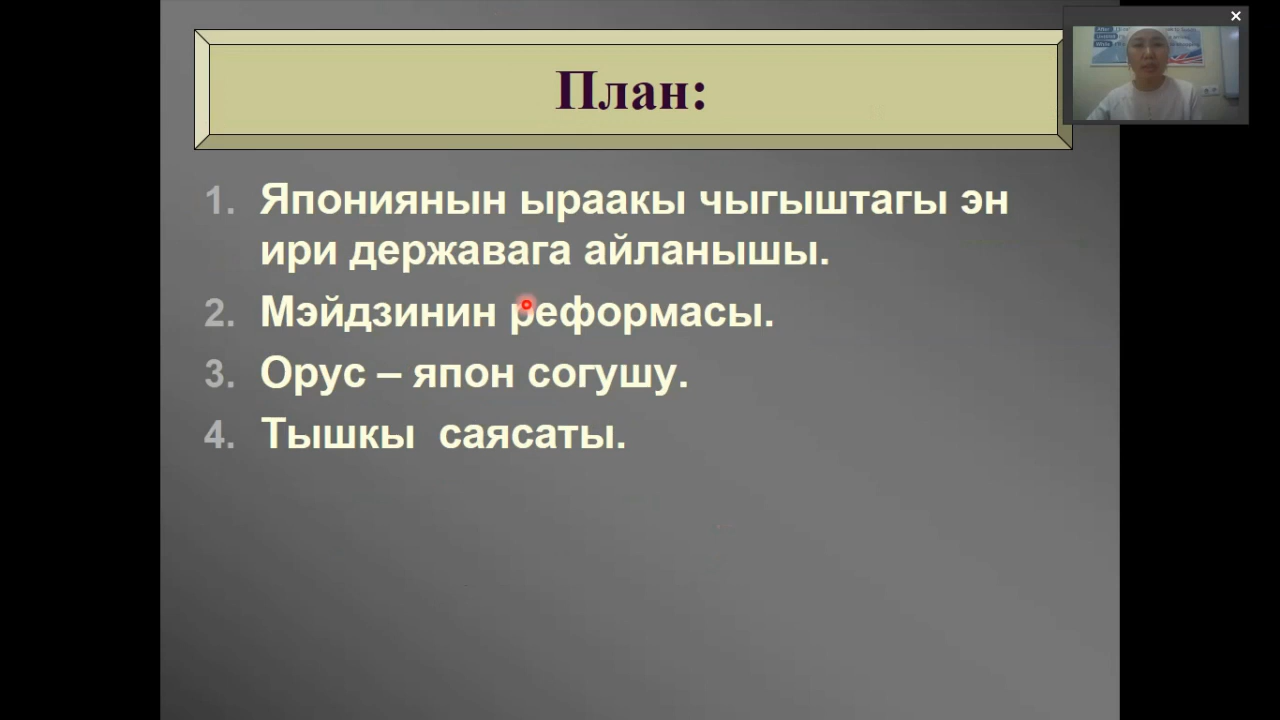 План:
1. Япониянын ыраакы чыгыштагы эн
ири державага айланышы.
2. Мэйдзинин реформасы.
3. Орус – япон согушу.
4. Тышкы саясаты.